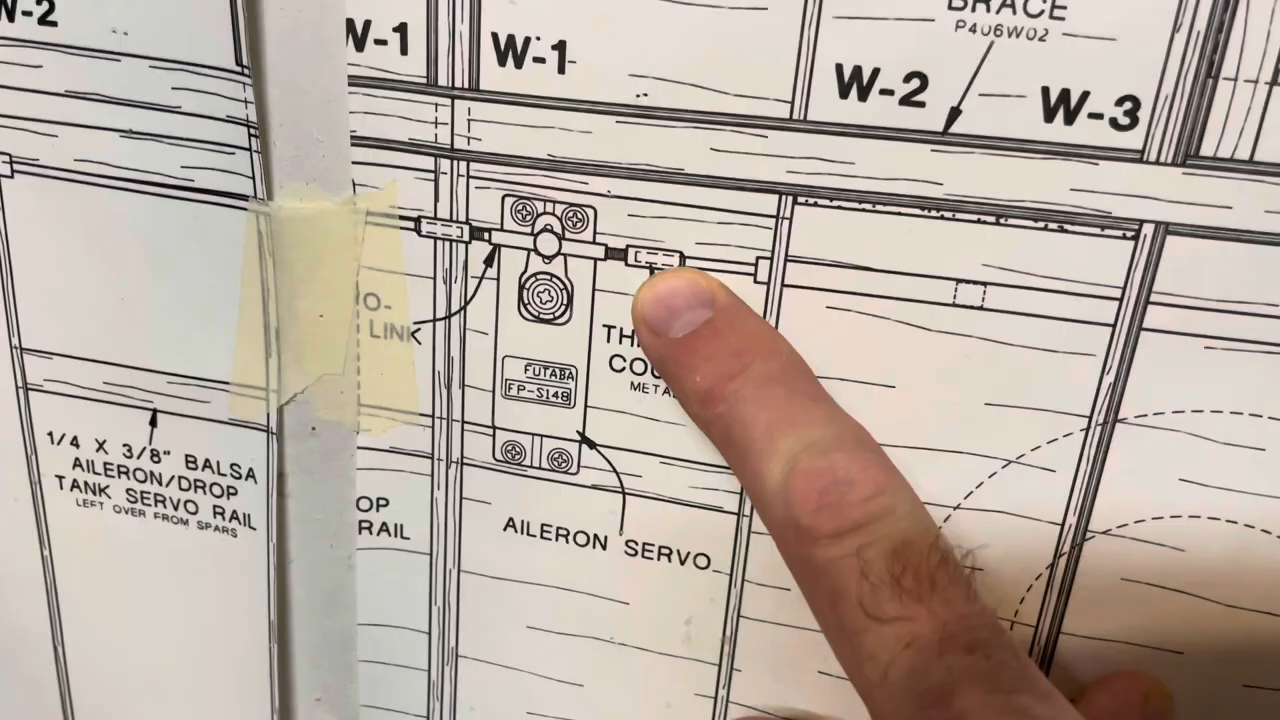 W-2
W-1
W-1
BRACE
P406W02
W-2
W-3
O-
LINK
FUTABA
FP-S148
1/4 X 3/8" BALSA
AILERON/DROP
TANK SERVO RAIL
LEFT OVER FROM SPARS
OP
RAIL
AILERON SERVO